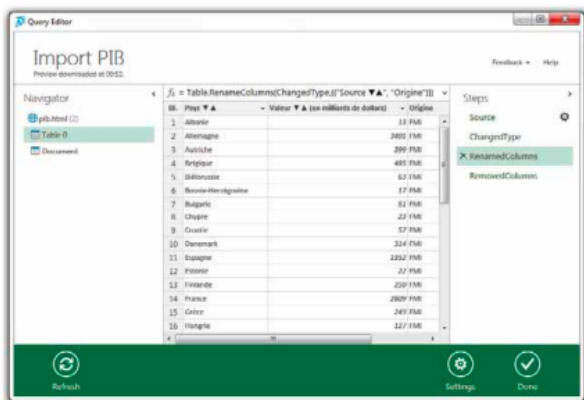 Query Editor
Import PIB
Preview downloaded at 09:52.
Feedback Help
Navigator
pib.html (2)
Table 0
Document
fx = Table.RenameColumns(ChangedType,{{"Source ▼▲", "Origine"}})
Pays ▼▲ Valeur ▼▲ (en milliards de dollars) Origine
1 Albanie 13 FMI
2 Allemagne 3401 FMI
3 Autriche 399 FMI
4 Belgique 485 FMI
5 Biélorussie 63 FMI
6 Bosnie-Herzégovine 17 FMI
7 Bulgarie 51 FMI
8 Chypre 23 FMI
9 Croatie 57 FMI
10 Danemark 314 FMI
11 Espagne 1352 FMI
12 Estonie 22 FMI
13 Finlande 250 FMI
14 France 2609 FMI
15 Grèce 249 FMI
16 Hongrie 127 FMI
Steps
Source
ChangedType
RenamedColumns
RemovedColumns
Refresh
Settings
Done